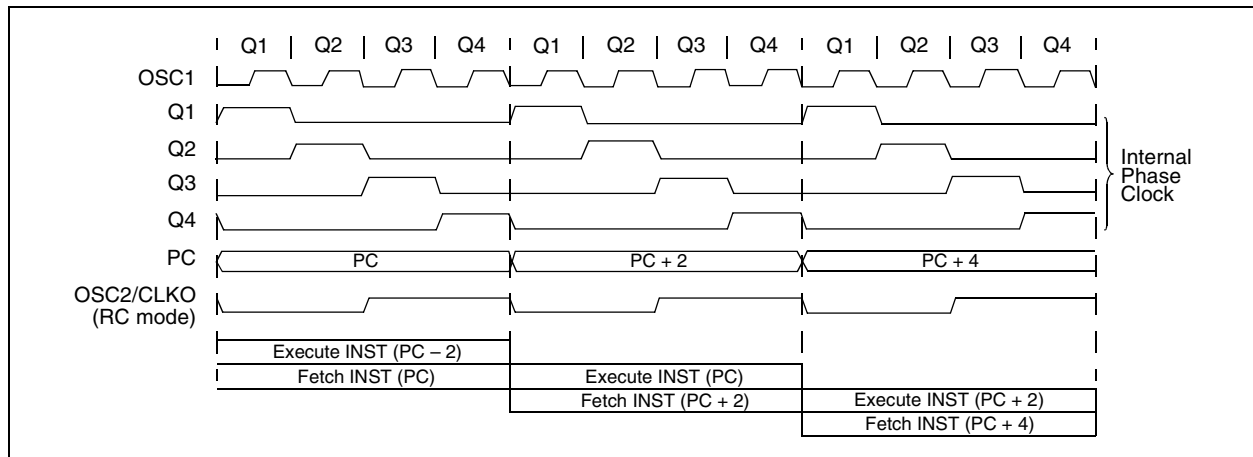 Q1 Q2 Q3 Q4 Q1 Q2 Q3 Q4 Q1 Q2 Q3 Q4
OSC1
Q1
Q2
Q3
Q4
Internal
Phase
Clock
PC PC PC + 2 PC + 4
OSC2/CLKO
(RC mode)
Execute INST (PC – 2)
Fetch INST (PC) Execute INST (PC)
Fetch INST (PC + 2) Execute INST (PC + 2)
Fetch INST (PC + 4)